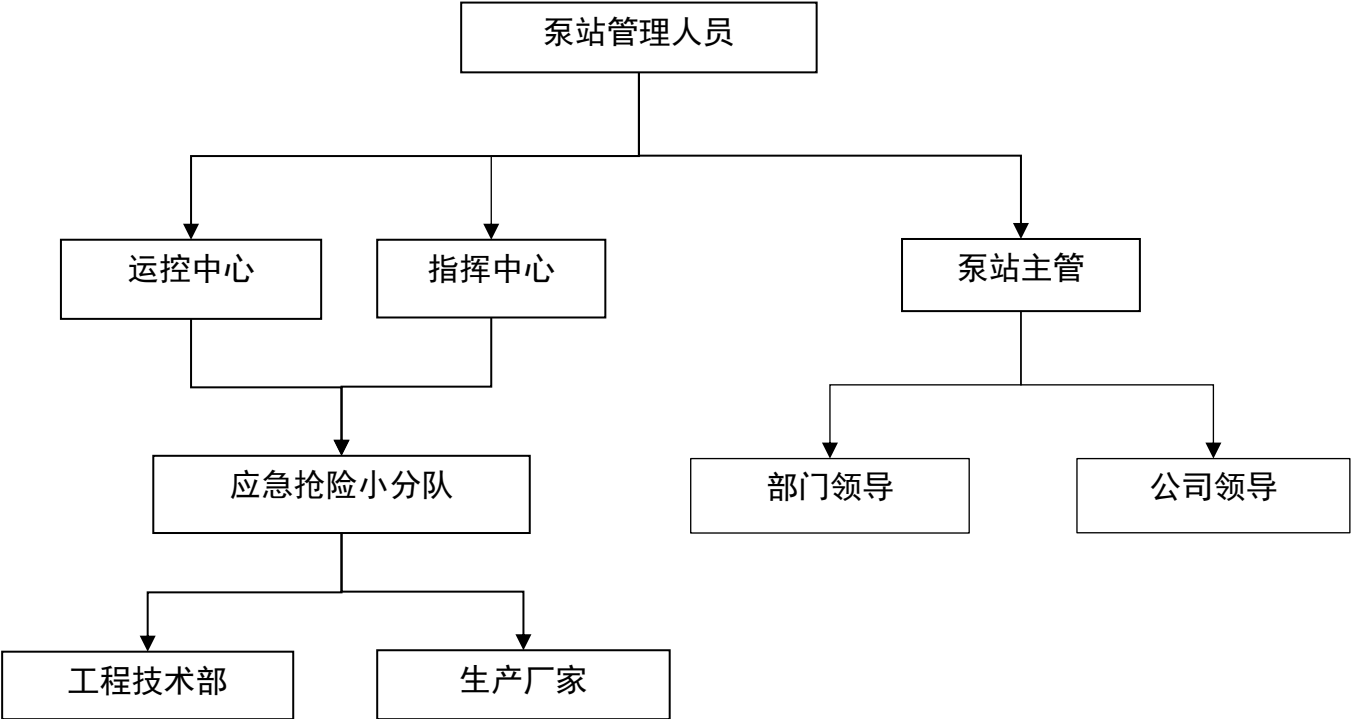 泵站管理人员
运控中心
指挥中心
泵站主管
应急抢险小分队
部门领导
公司领导
工程技术部
生产厂家